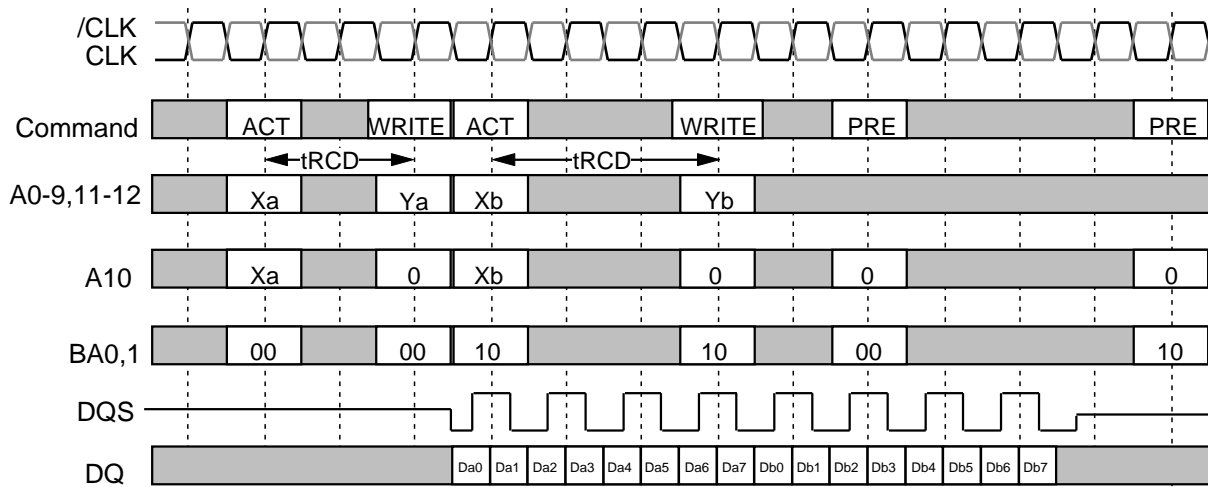 /CLK
CLK
Command ACT WRITE ACT WRITE PRE PRE
tRCD tRCD
A0-9,11-12 Xa Ya Xb Yb
A10 Xa 0 Xb 0 0 0
BA0,1 00 00 10 10 00 10
DQS
DQ Da0 Da1 Da2 Da3 Da4 Da5 Da6 Da7 Db0 Db1 Db2 Db3 Db4 Db5 Db6 Db7